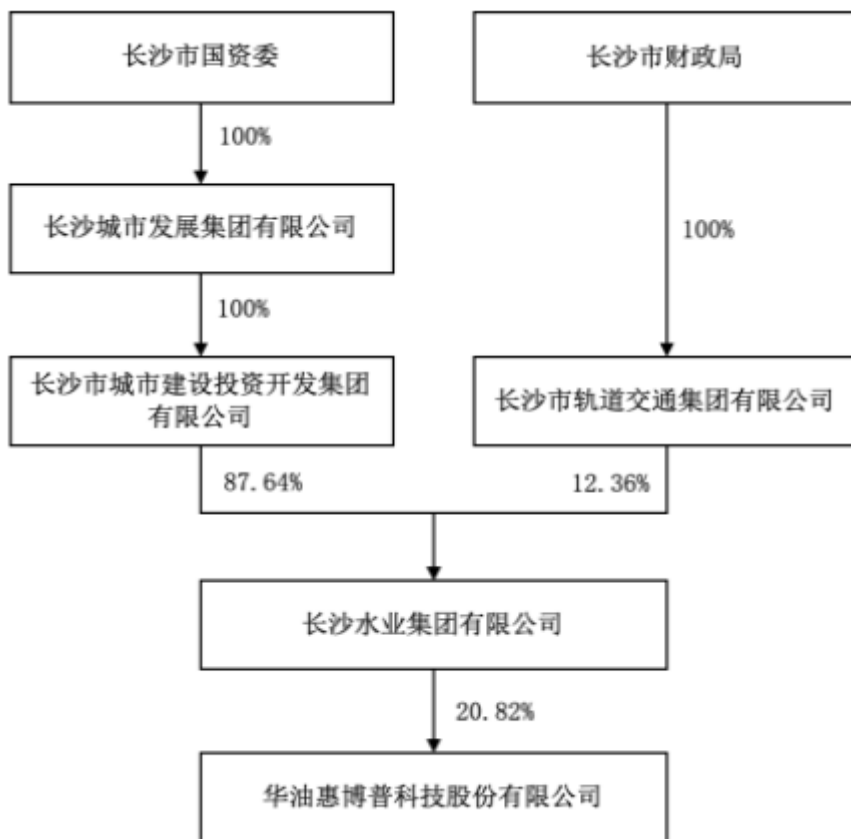 长沙市国资委
长沙市财政局
100%
长沙城市发展集团有限公司
100%
100%
长沙市城市建设投资开发集团
有限公司
长沙市轨道交通集团有限公司
87.64%
12.36%
长沙水业集团有限公司
20.82%
华油惠博普科技股份有限公司